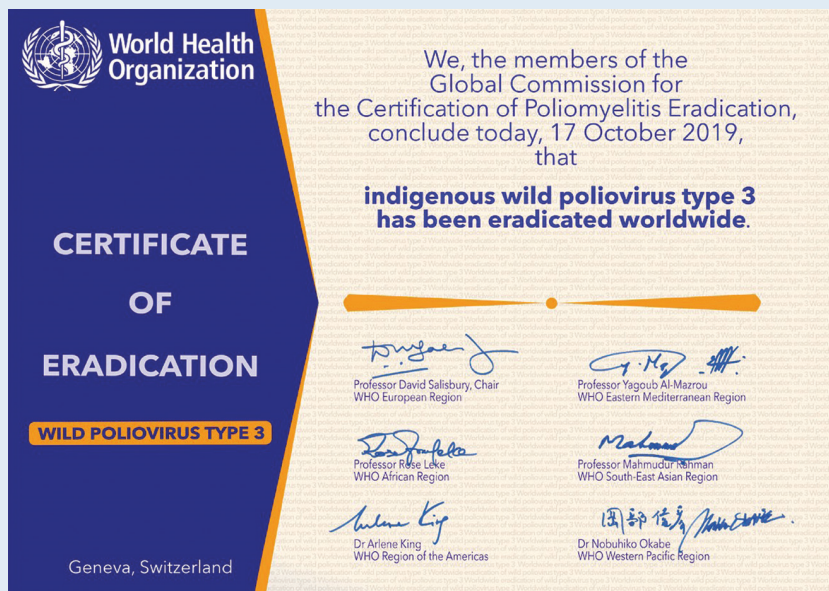 World Health
Organization
CERTIFICATE
OF
ERADICATION
WILD POLIOVIRUS TYPE 3
Geneva, Switzerland
We, the members of the
Global Commission for
the Certification of Poliomyelitis Eradication,
conclude today, 17 October 2019,
that
indigenous wild poliovirus type 3
has been eradicated worldwide.
Professor David Salisbury, Chair
WHO European Region
Professor Yagoub Al-Mazrou
WHO Eastern Mediterranean Region
Professor Rose Leke
WHO African Region
Mahmud
Professor Mahmudur Rahman
WHO South-East Asian Region
Arlene King
Dr Arlene King
WHO Region of the Americas
岡部信彦
Dr Nobuhiko Okabe
WHO Western Pacific Region